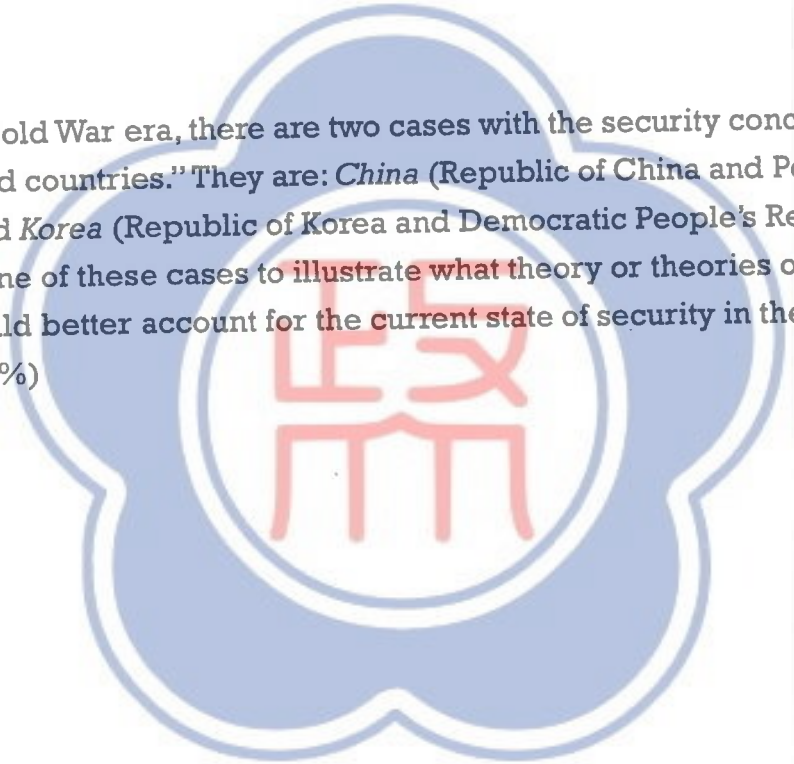 old War era, there are two cases with the security conc
d countries.” They are: China (Republic of China and P
d Korea (Republic of Korea and Democratic People’s Re
ne of these cases to illustrate what theory or theories o
ld better account for the current state of security in the
%)
政大